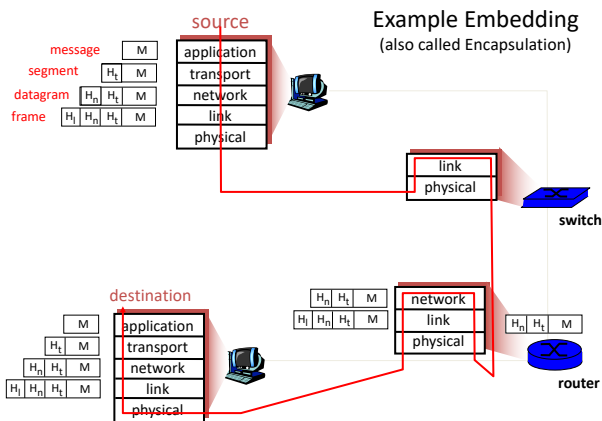 source
Example Embedding
(also called Encapsulation)
message M application
segment Ht M transport
datagram Hn Ht M network
frame Hl Hn Ht M link
physical
link
physical
switch
destination
Hn Ht M network
Hl Hn Ht M link
physical
Hn Ht M
router
M application
Ht M transport
Hn Ht M network
Hl Hn Ht M link
physical